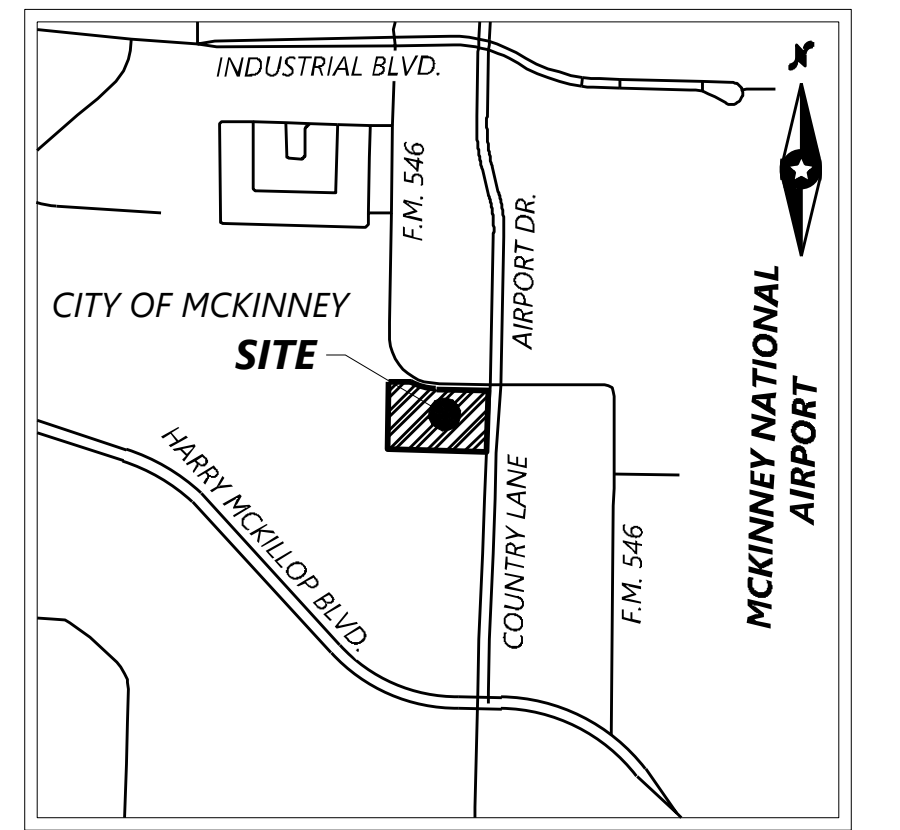 INDUSTRIAL BLVD.
N
F.M. 546
AIRPORT DR.
CITY OF MCKINNEY
SITE
MCKINNEY NATIONAL
AIRPORT
HARRY MCKILLOP BLVD.
COUNTRY LANE
F.M. 546